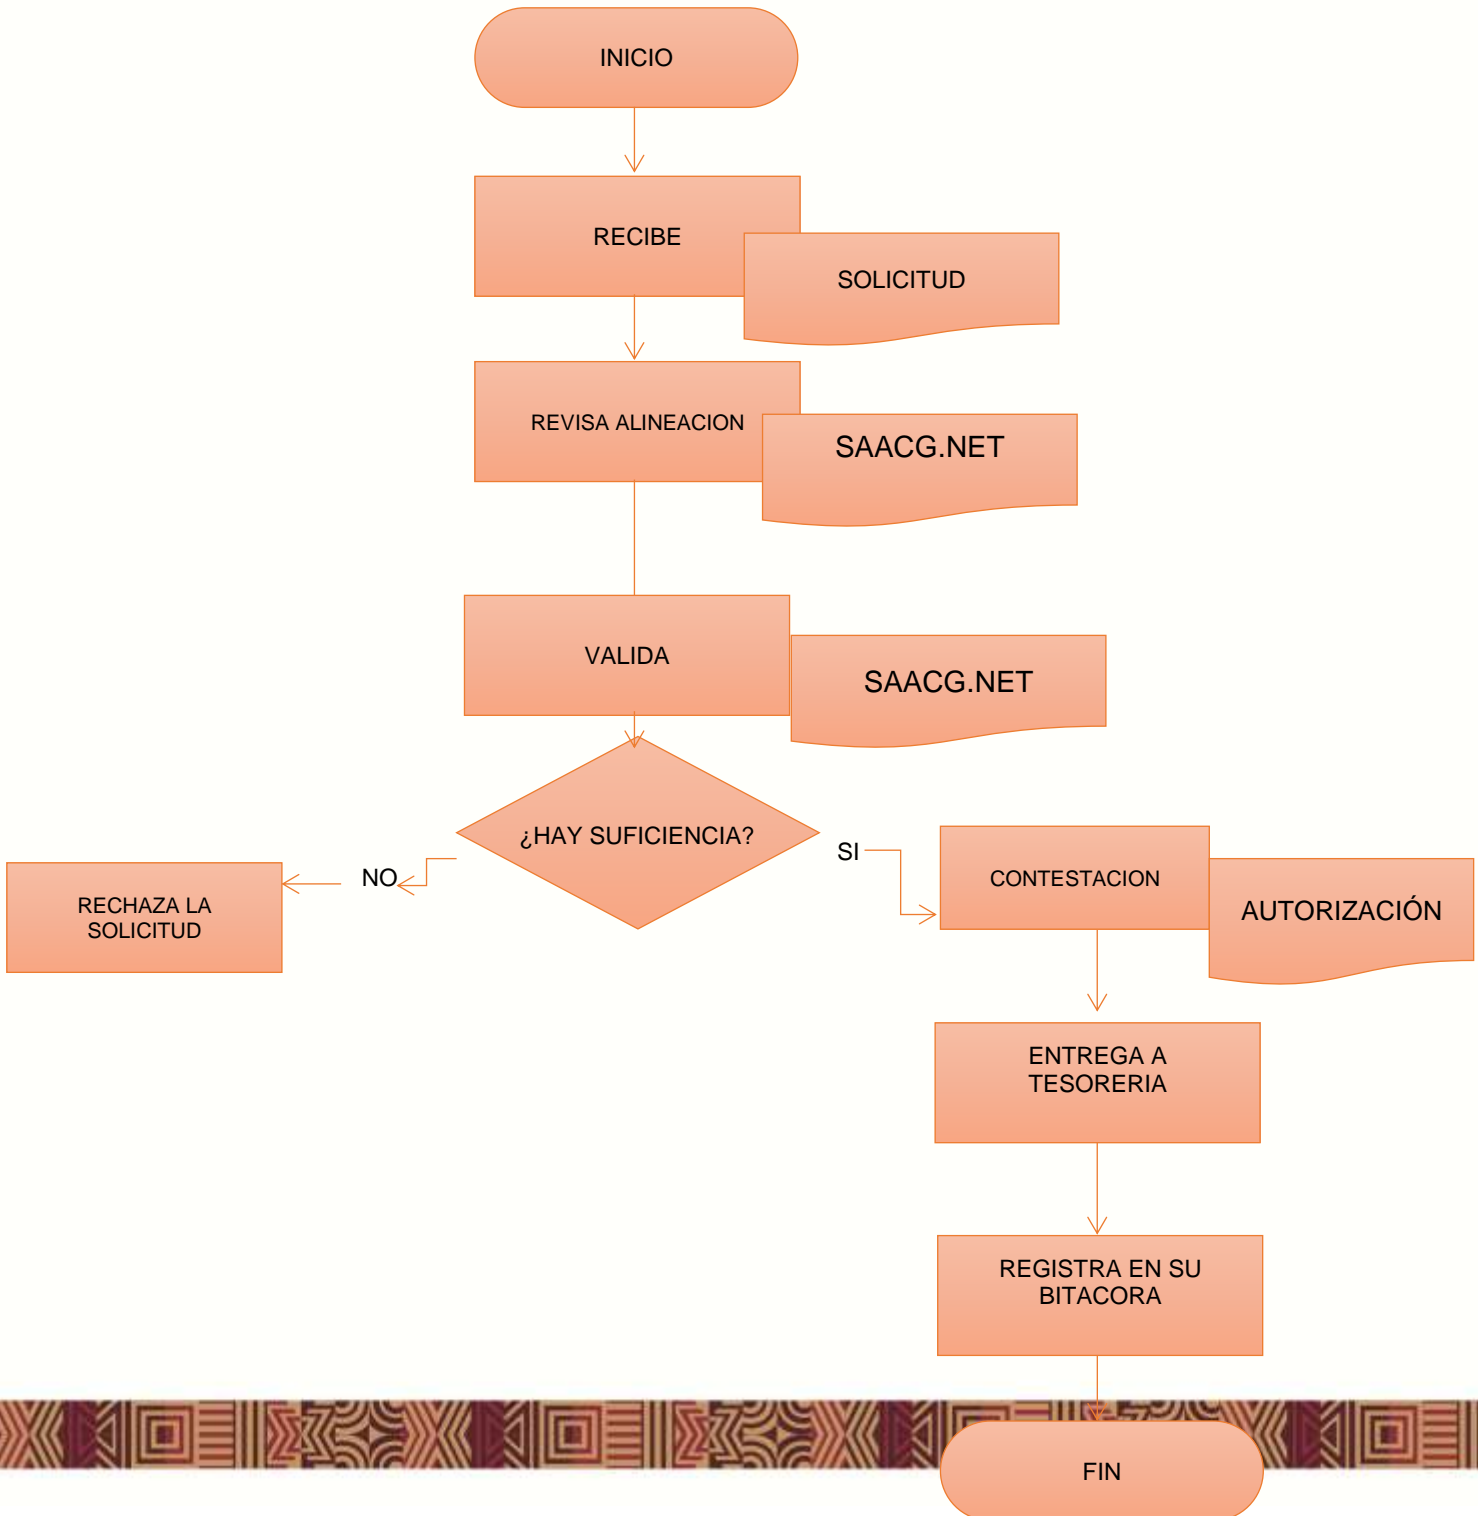 INICIO
RECIBE
SOLICITUD
REVISA ALINEACION
SAACG.NET
VALIDA
SAACG.NET
¿HAY SUFICIENCIA?
SI
NO
CONTESTACION
AUTORIZACIÓN
RECHAZA LA
SOLICITUD
ENTREGA A
TESORERIA
REGISTRA EN SU
BITACORA
FIN